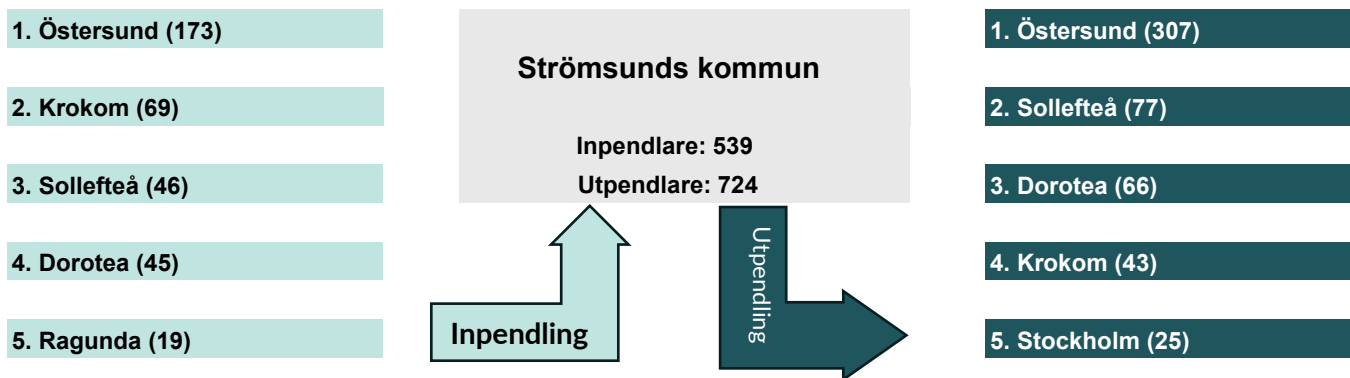 1. Östersund (173)
2. Krokom (69)
3. Sollefteå (46)
4. Dorotea (45)
5. Ragunda (19)
Strömsunds kommun
Inpendlare: 539
Utpendlare: 724
Inpendling
Utpendling
1. Östersund (307)
2. Sollefteå (77)
3. Dorotea (66)
4. Krokom (43)
5. Stockholm (25)